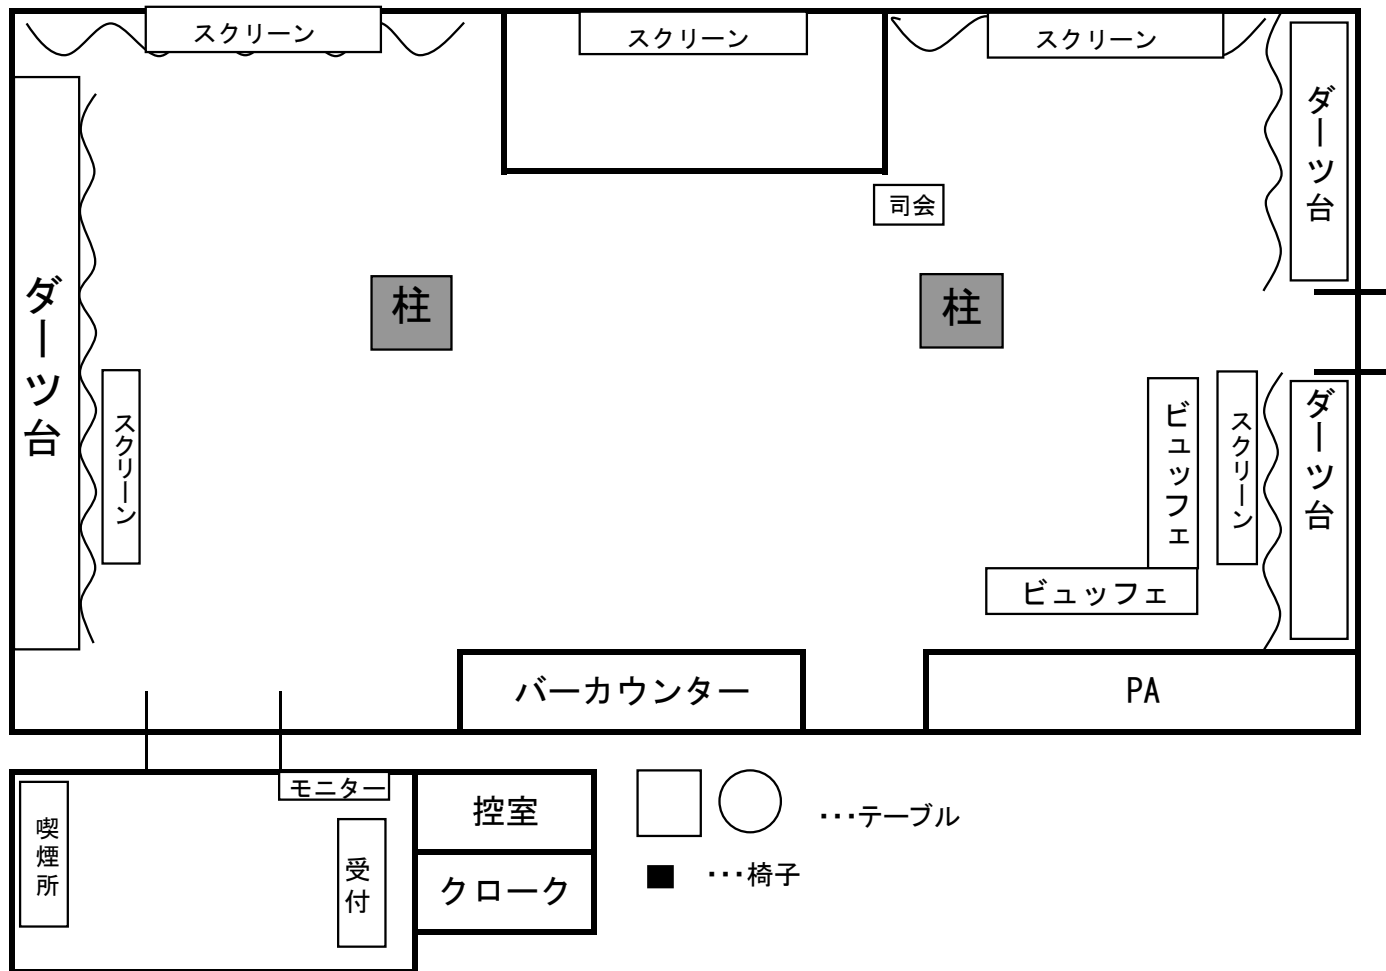 スクリーン
スクリーン
スクリーン
ダーツ台
司会
ダーツ台
柱
柱
スクリーン
ビュッフェ
スクリーン
ダーツ台
ビュッフェ
バーカウンター
PA
モニター
喫煙所
受付
控室
クローク
･･･テーブル
･･･椅子